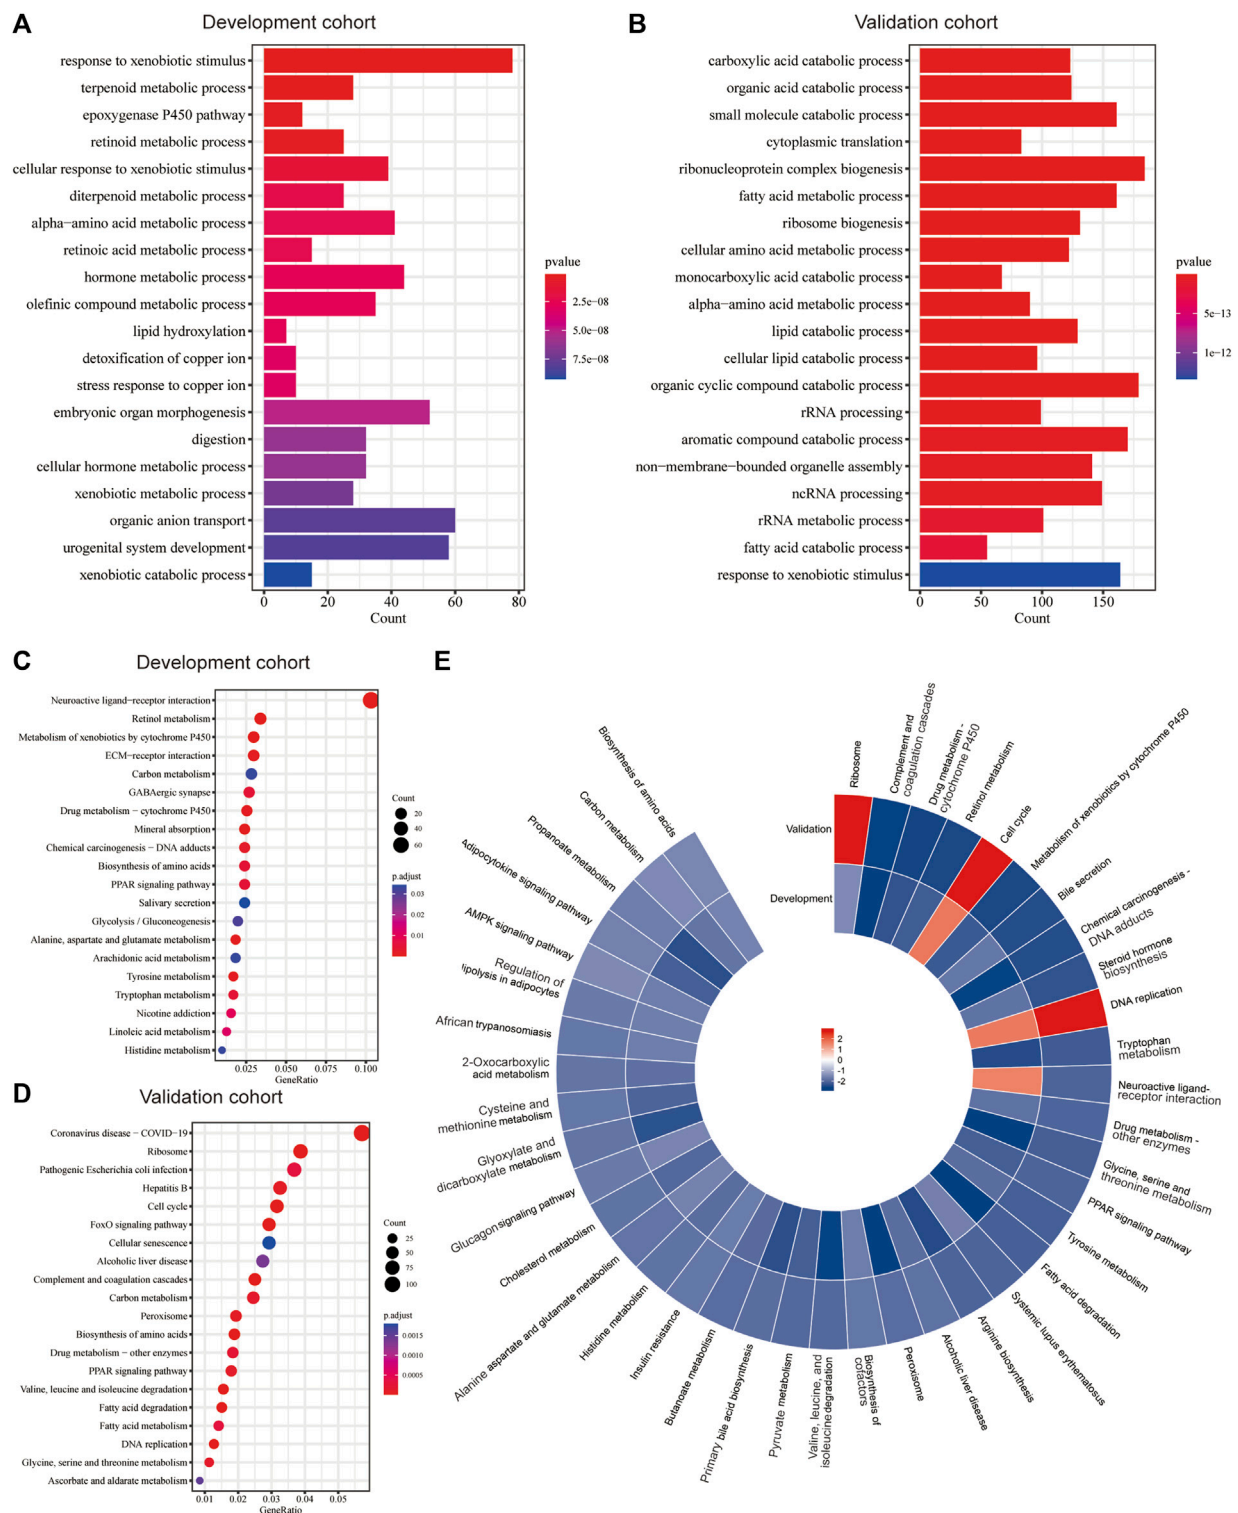 A
Development cohort
response to xenobiotic stimulus
terpenoid metabolic process
epoxygenase P450 pathway
retinoid metabolic process
cellular response to xenobiotic stimulus
diterpenoid metabolic process
alpha−amino acid metabolic process
retinoic acid metabolic process
hormone metabolic process
olefinic compound metabolic process
lipid hydroxylation
detoxification of copper ion
stress response to copper ion
embryonic organ morphogenesis
digestion
cellular hormone metabolic process
xenobiotic metabolic process
organic anion transport
urogenital system development
xenobiotic catabolic process
0 20 40 60 80
Count
pvalue
2.5e−08
5.0e−08
7.5e−08
B
Validation cohort
carboxylic acid catabolic process
organic acid catabolic process
small molecule catabolic process
cytoplasmic translation
ribonucleoprotein complex biogenesis
fatty acid metabolic process
ribosome biogenesis
cellular amino acid metabolic process
monocarboxylic acid catabolic process
alpha−amino acid metabolic process
lipid catabolic process
cellular lipid catabolic process
organic cyclic compound catabolic process
rRNA processing
aromatic compound catabolic process
non−membrane−bounded organelle assembly
ncRNA processing
rRNA metabolic process
fatty acid catabolic process
response to xenobiotic stimulus
0 50 100 150
Count
pvalue
5e−13
1e−12
C
Development cohort
Neuroactive ligand−receptor interaction
Retinol metabolism
Metabolism of xenobiotics by cytochrome P450
ECM−receptor interaction
Carbon metabolism
GABAergic synapse
Drug metabolism − cytochrome P450
Mineral absorption
Chemical carcinogenesis − DNA adducts
Biosynthesis of amino acids
PPAR signaling pathway
Salivary secretion
Glycolysis / Gluconeogenesis
Alanine, aspartate and glutamate metabolism
Arachidonic acid metabolism
Tyrosine metabolism
Tryptophan metabolism
Nicotine addiction
Linoleic acid metabolism
Histidine metabolism
0.025 0.050 0.075 0.100
GeneRatio
Count
20
40
60
p.adjust
0.03
0.02
0.01
D
Validation cohort
Coronavirus disease − COVID−19
Ribosome
Pathogenic Escherichia coli infection
Hepatitis B
Cell cycle
FoxO signaling pathway
Cellular senescence
Alcoholic liver disease
Complement and coagulation cascades
Carbon metabolism
Peroxisome
Biosynthesis of amino acids
Drug metabolism − other enzymes
PPAR signaling pathway
Valine, leucine and isoleucine degradation
Fatty acid degradation
Fatty acid metabolism
DNA replication
Glycine, serine and threonine metabolism
Ascorbate and aldarate metabolism
0.01 0.02 0.03 0.04 0.05
GeneRatio
Count
25
50
75
100
p.adjust
0.0015
0.0010
0.0005
E
Validation
Development
Ribosome
Complement and
coagulation cascades
Drug metabolism -
cytochrome P450
Retinol metabolism
Cell cycle
Metabolism of xenobiotics by cytochrome P450
Bile secretion
Chemical carcinogenesis -
DNA adducts
Steroid hormone
biosynthesis
DNA replication
Tryptophan
metabolism
Neuroactive ligand-
receptor interaction
Drug metabolism -
other enzymes
Glycine, serine and
threonine metabolism
PPAR signaling pathway
Tyrosine metabolism
Fatty acid degradation
Systemic lupus erythematosus
Arginine biosynthesis
Alcoholic liver disease
Peroxisome
Biosynthesis of
cofactors
Valine, leucine, and
isoleucine degradation
Pyruvate metabolism
Primary bile acid biosynthesis
Butanoate metabolism
Insulin resistance
Histidine metabolism
Alanine aspartate and glutamate metabolism
Cholesterol metabolism
Glucagon signaling pathway
Glyoxylate and
dicarboxylate metabolism
Cysteine and
methionine metabolism
2-Oxocarboxylic
acid metabolism
African trypanosomiasis
Regulation of
lipolysis in adipocytes
AMPK signaling pathway
Adipocytokine signaling pathway
Propanoate metabolism
Carbon metabolism
Biosynthesis of amino acids
2
1
0
-1
-2